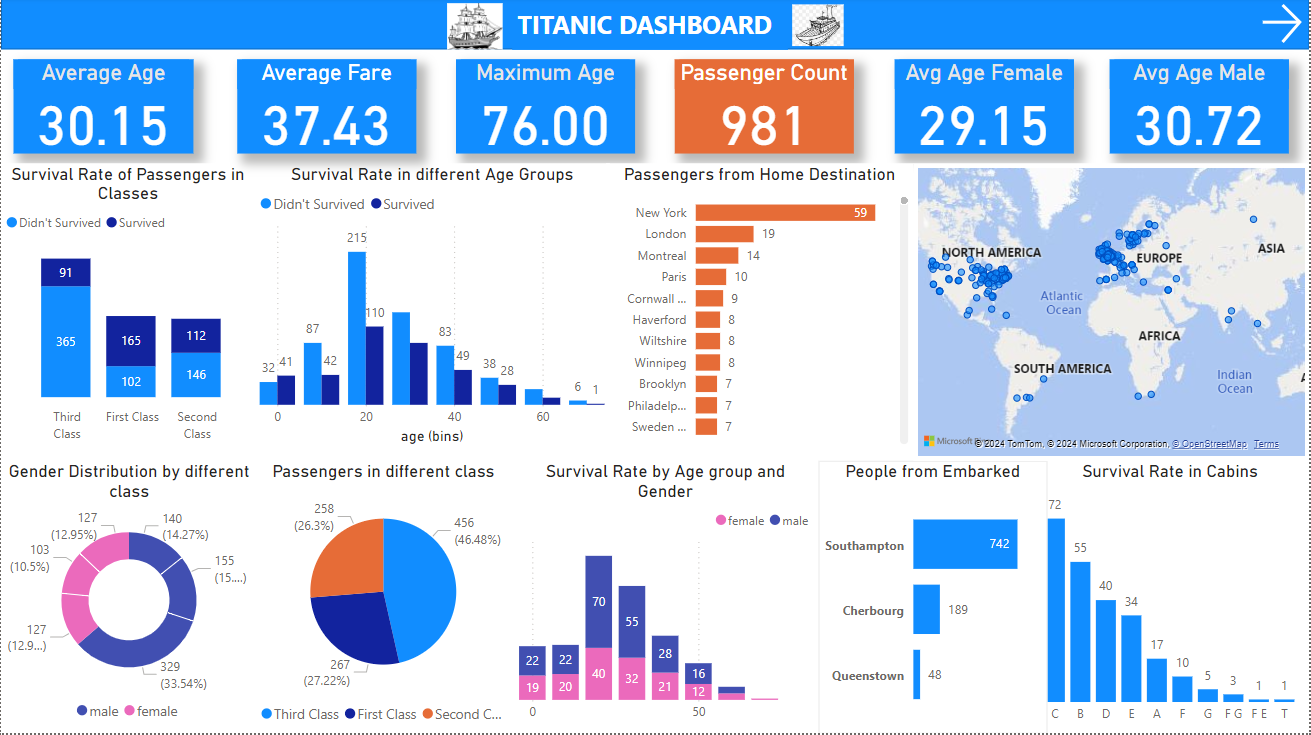 TITANIC DASHBOARD
Average Age
30.15
Average Fare
37.43
Maximum Age
76.00
Passenger Count
981
Avg Age Female
29.15
Avg Age Male
30.72
Survival Rate of Passengers in
Classes
Didn't Survived Survived
91
365
165
102
112
146
Third
Class
First Class
Second
Class
Survival Rate in different Age Groups
Didn't Survived Survived
32 41 87 42 215 110 83 49 38 28 6 1
0 20 40 60
age (bins)
Passengers from Home Destination
New York 59
London 19
Montreal 14
Paris 10
Cornwall ... 9
Haverford 8
Wiltshire 8
Winnipeg 8
Brooklyn 7
Philadelp... 7
Sweden ... 7
NORTH AMERICA
EUROPE
ASIA
Atlantic
Ocean
AFRICA
SOUTH AMERICA
Indian
Ocean
A
Microsoft
© 2024 TomTom, © 2024 Microsoft Corporation, © OpenStreetMap Terms
Gender Distribution by different
class
140
(14.27%)
155
(15....)
329
(33.54%)
127
(12.9...)
103
(10.5%)
127
(12.95%)
male female
Passengers in different class
258
(26.3%)
456
(46.48%)
267
(27.22%)
Third Class First Class Second C...
Survival Rate by Age group and
Gender
female male
22 22 70 55 28 16
19 20 40 32 21 12
0 50
People from Embarked
Southampton 742
Cherbourg 189
Queenstown 48
Survival Rate in Cabins
72 55 40 34 17 10 5 3 1 1
C B D E A F G F G F E T